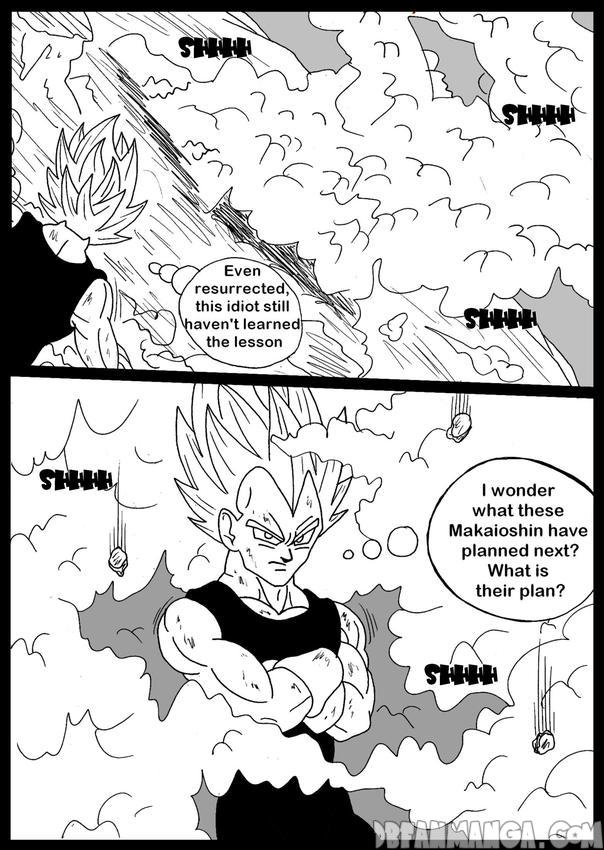 SHHHH
SHHHH
Even
resurrected,
this idiot still
haven't learned
the lesson
SHHHH
SHHHH
I wonder
what these
Makaioshin have
planned next?
What is
their plan?
SHHHH
DBFANMANGA.COM